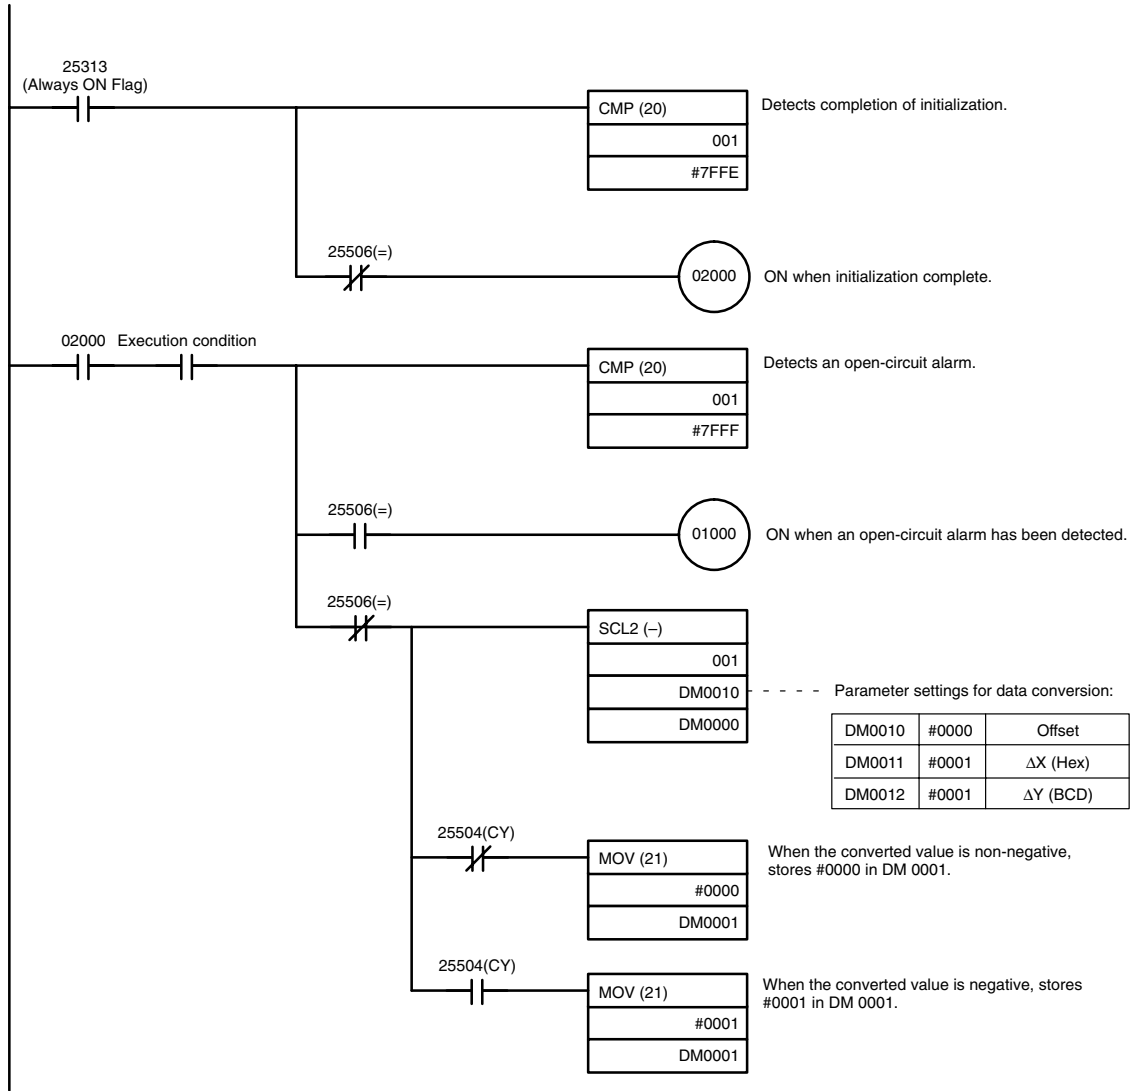 25313
(Always ON Flag)
CMP (20)
Detects completion of initialization.
001
#7FFE
25506(=)
02000
ON when initialization complete.
02000
Execution condition
CMP (20)
Detects an open-circuit alarm.
001
#7FFF
25506(=)
01000
ON when an open-circuit alarm has been detected.
25506(=)
SCL2 (–)
001
DM0010
Parameter settings for data conversion:
DM0000
DM0010 #0000 Offset
DM0011 #0001 ΔX (Hex)
DM0012 #0001 ΔY (BCD)
25504(CY)
MOV (21)
When the converted value is non-negative,
stores #0000 in DM 0001.
#0000
DM0001
25504(CY)
MOV (21)
When the converted value is negative, stores
#0001 in DM 0001.
#0001
DM0001